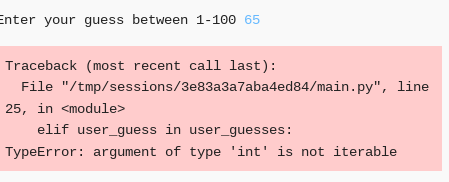 Enter your guess between 1-100 65
Traceback (most recent call last):
  File "/tmp/sessions/3e83a3a7aba4ed84/main.py", line
25, in <module>
    elif user_guess in user_guesses:
TypeError: argument of type 'int' is not iterable